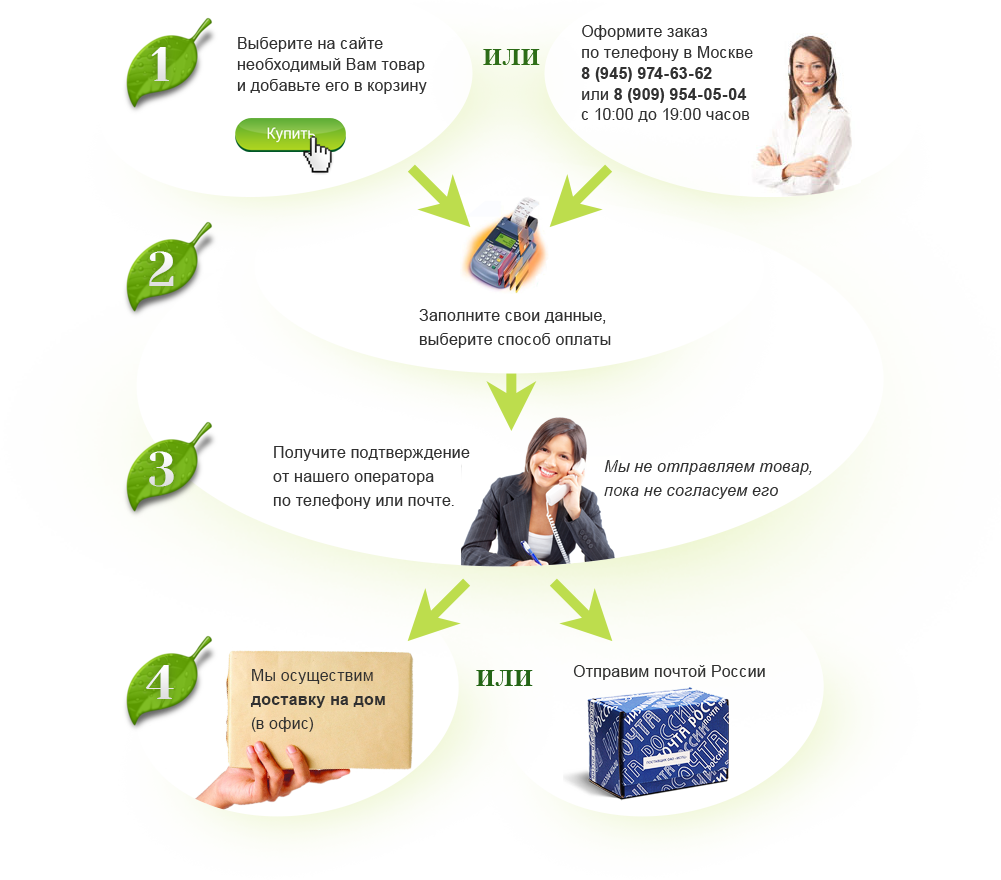 1
Выберите на сайте
необходимый Вам товар
и добавьте его в корзину
Купить
ИЛИ
Оформите заказ
по телефону в Москве
8 (945) 974-63-62
или 8 (909) 954-05-04
с 10:00 до 19:00 часов
2
Заполните свои данные,
выберите способ оплаты
3
Получите подтверждение
от нашего оператора
по телефону или почте.
Мы не отправляем товар,
пока не согласуем его
4
Мы осуществим
доставку на дом
(в офис)
ИЛИ
Отправим почтой России
ПОЧТА РОССИИ